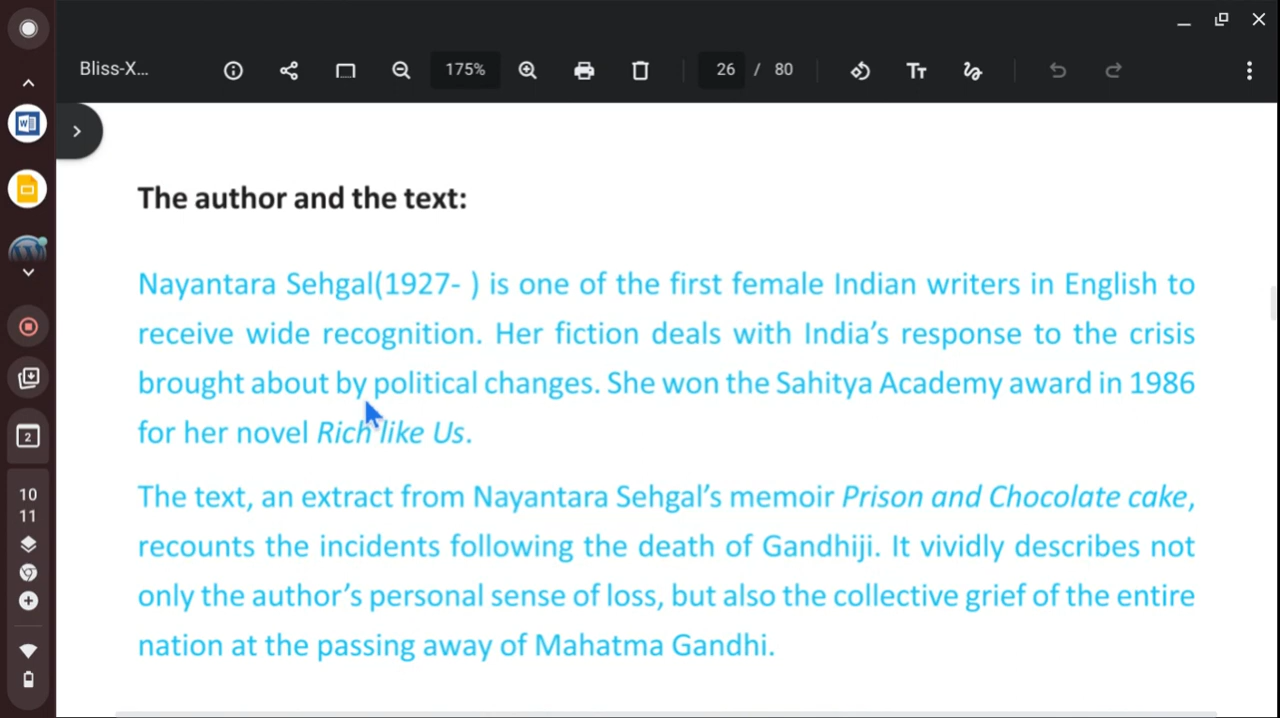 Bliss-X...
175%
26 / 80
The author and the text:
Nayantara Sehgal(1927- ) is one of the first female Indian writers in English to
receive wide recognition. Her fiction deals with India’s response to the crisis
brought about by political changes. She won the Sahitya Academy award in 1986
for her novel Rich like Us.
The text, an extract from Nayantara Sehgal’s memoir Prison and Chocolate cake,
recounts the incidents following the death of Gandhiji. It vividly describes not
only the author’s personal sense of loss, but also the collective grief of the entire
nation at the passing away of Mahatma Gandhi.
2
10
11